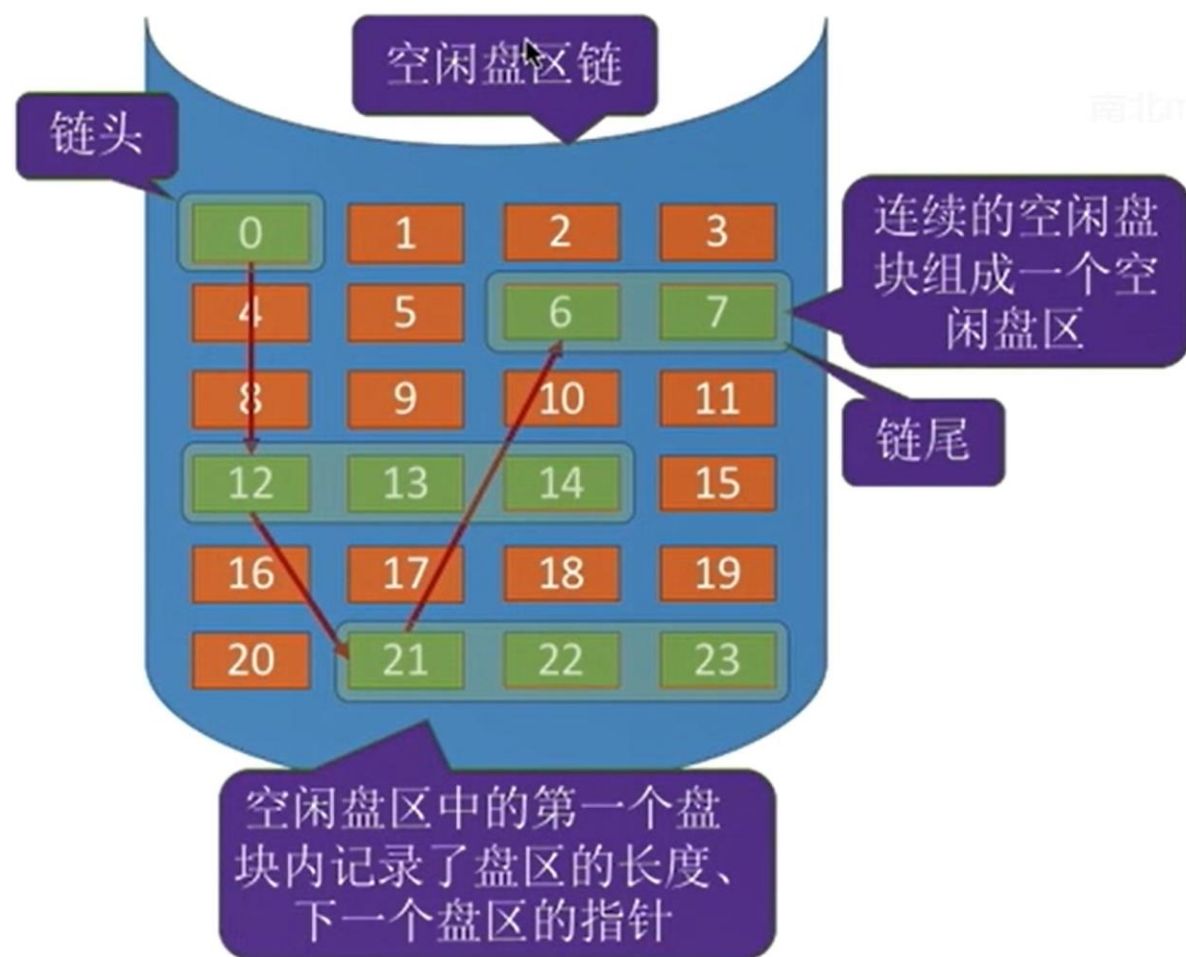 空闲盘区链
链头
0 1 2 3
连续的空闲盘
块组成一个空
闲盘区
4 5 6 7
8 9 10 11
链尾
12 13 14 15
16 17 18 19
20 21 22 23
空闲盘区中的第一个盘
块内记录了盘区的长度、
下一个盘区的指针